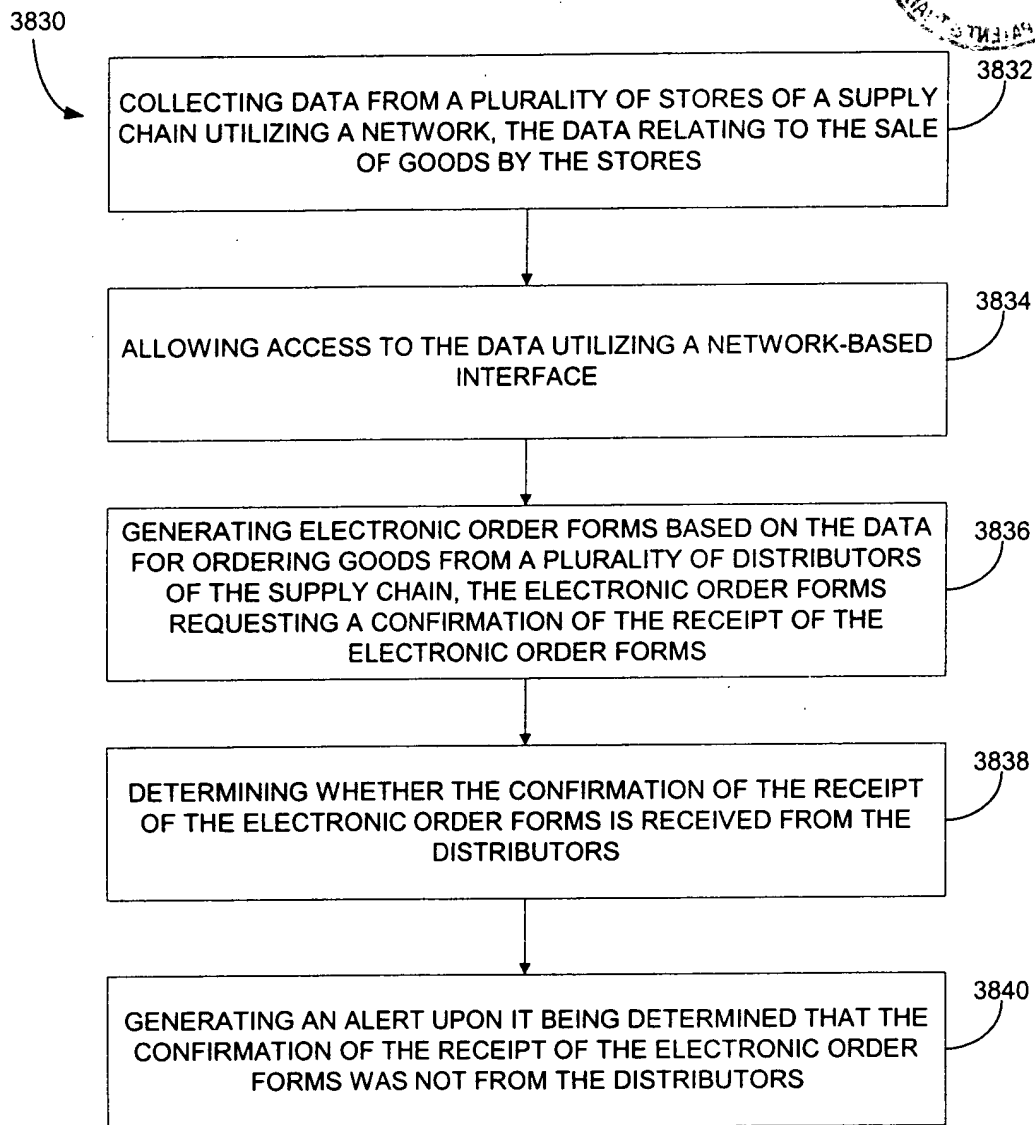 3830
3832
COLLECTING DATA FROM A PLURALITY OF STORES OF A SUPPLY
CHAIN UTILIZING A NETWORK, THE DATA RELATING TO THE SALE
OF GOODS BY THE STORES
3834
ALLOWING ACCESS TO THE DATA UTILIZING A NETWORK-BASED
INTERFACE
3836
GENERATING ELECTRONIC ORDER FORMS BASED ON THE DATA
FOR ORDERING GOODS FROM A PLURALITY OF DISTRIBUTORS
OF THE SUPPLY CHAIN, THE ELECTRONIC ORDER FORMS
REQUESTING A CONFIRMATION OF THE RECEIPT OF THE
ELECTRONIC ORDER FORMS
3838
DETERMINING WHETHER THE CONFIRMATION OF THE RECEIPT
OF THE ELECTRONIC ORDER FORMS IS RECEIVED FROM THE
DISTRIBUTORS
3840
GENERATING AN ALERT UPON IT BEING DETERMINED THAT THE
CONFIRMATION OF THE RECEIPT OF THE ELECTRONIC ORDER
FORMS WAS NOT FROM THE DISTRIBUTORS